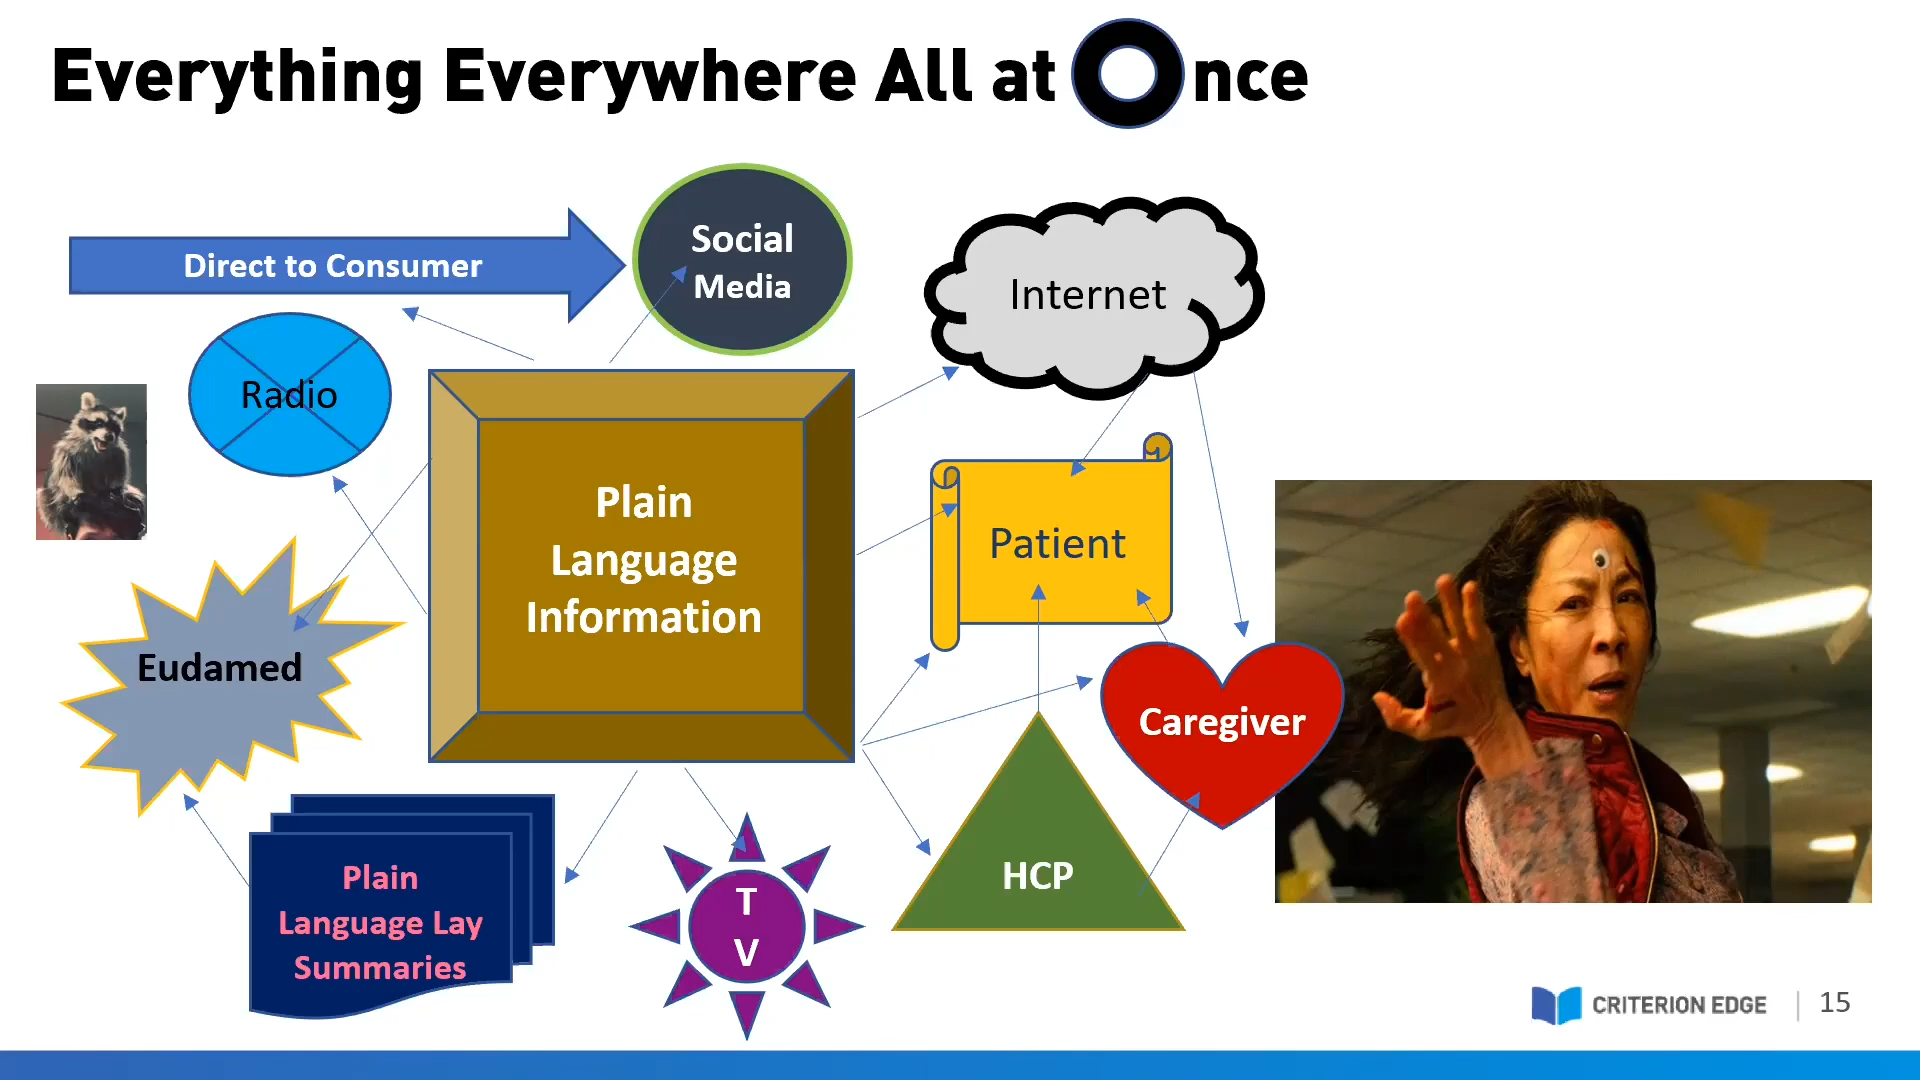 Everything Everywhere All at Once
Direct to Consumer
Social
Media
Internet
Radio
Plain
Language
Information
Patient
Eudamed
Caregiver
HCP
Plain
Language Lay
Summaries
T
V
CRITERION EDGE | 15